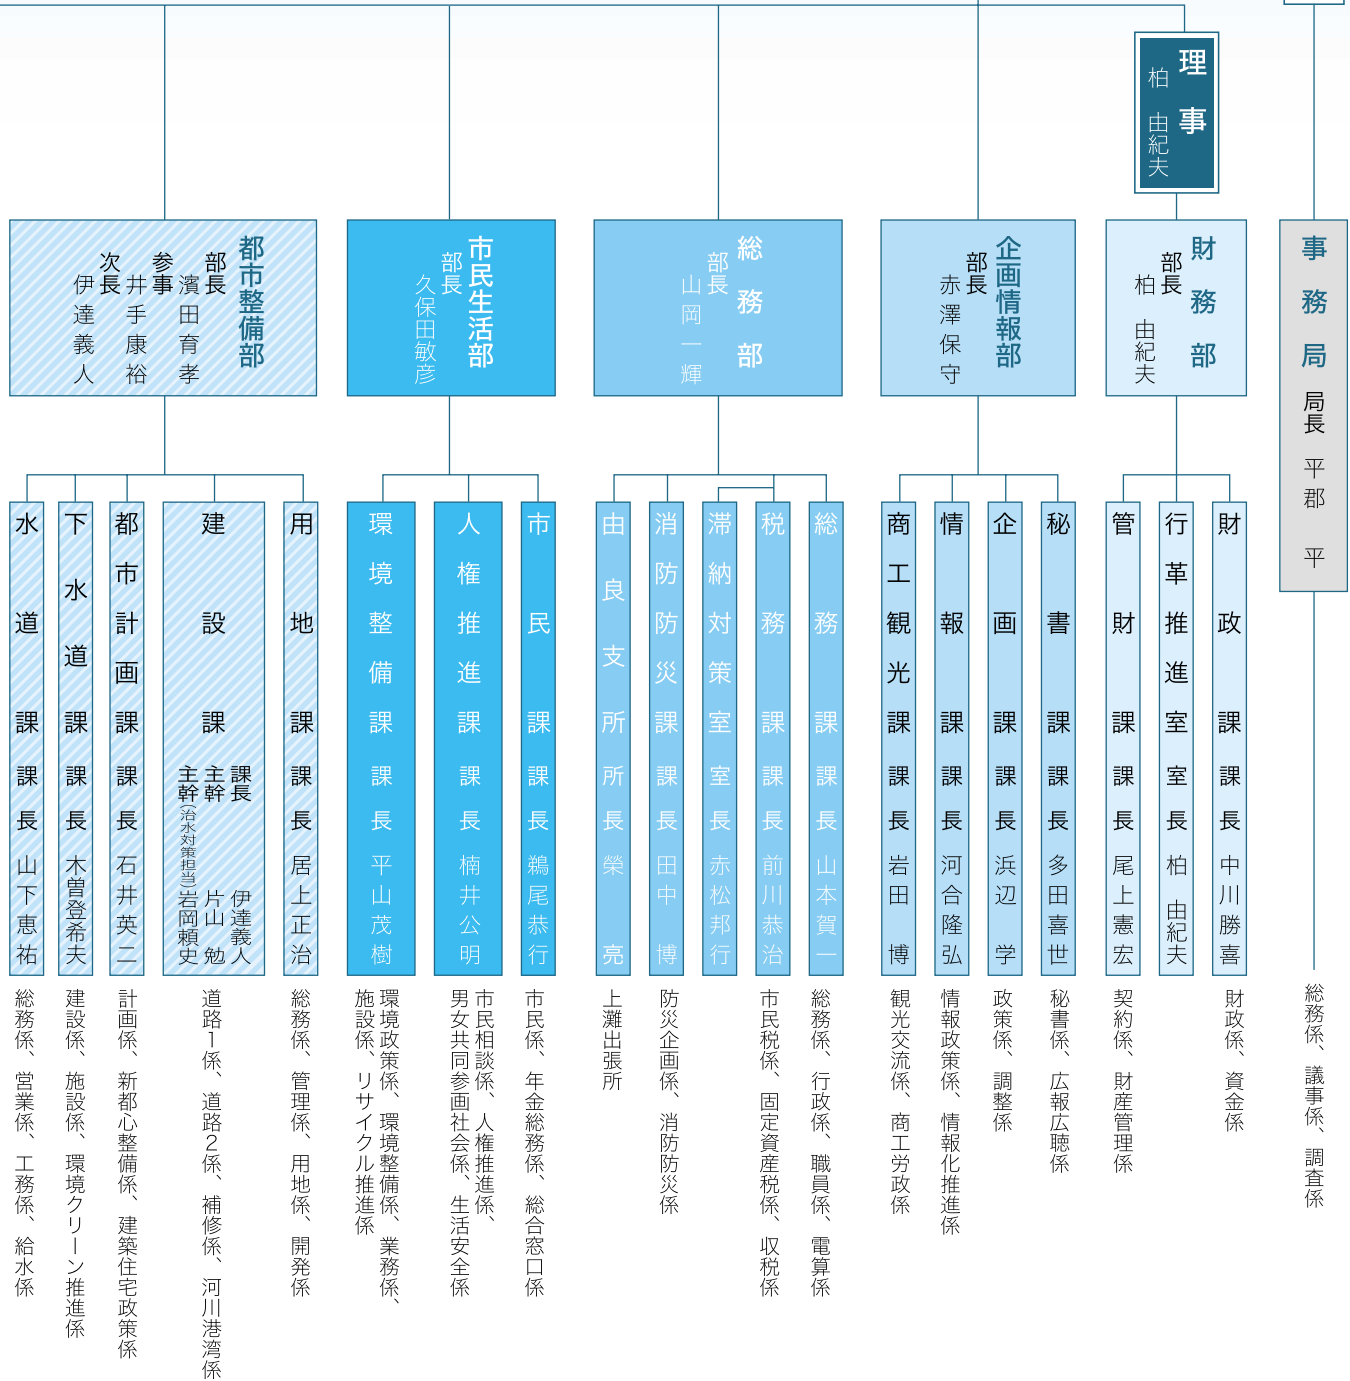 理事
柏 由紀夫
事務局
局長 平郡 平
総務係、議事係、調査係
財務部
部長
柏 由紀夫
財政課 課長 中川勝喜
財政係、資金係
行革推進室 室長 柏 由紀夫
管財課 課長 尾上憲宏
契約係、財産管理係
企画情報部
部長
赤澤保守
秘書課 課長 多田喜世
秘書係、広報広聴係
企画課 課長 浜辺 学
政策係、調整係
情報課 課長 河合隆弘
情報政策係、情報化推進係
商工観光課 課長 岩田 博
観光交流係、商工労政係
総務部
部長
山岡一輝
総務課 課長 山本賀一
総務係、行政係、職員係、電算係
税務課 課長 前川恭治
市民税係、固定資産税係、収税係
滞納対策室 室長 赤松邦行
消防防災課 課長 田中 博
防災企画係、消防防災係
由良支所 所長 榮 亮
上灘出張所
市民生活部
部長
久保田敏彦
市民課 課長 鵜尾恭行
市民係、年金総務係、総合窓口係
人権推進課 課長 楠井公明
市民相談係、人権推進係、
男女共同参画社会係、生活安全係
環境整備課 課長 平山茂樹
環境政策係、環境整備係、業務係、
施設係、リサイクル推進係
都市整備部
部長
濱田育孝
参事
井手康裕
次長
伊達義人
用地課 課長 居上正治
総務係、管理係、用地係、開発係
建設課
課長 伊達義人
主幹 片山 勉
主幹(治水対策担当)岩岡頼史
道路1係、道路2係、補修係、河川港湾係
都市計画課 課長 石井英二
計画係、新都心整備係、建築住宅政策係
下水道課 課長 木曽登希夫
建設係、施設係、環境クリーン推進係
水道課 課長 山下恵祐
総務係、営業係、工務係、給水係